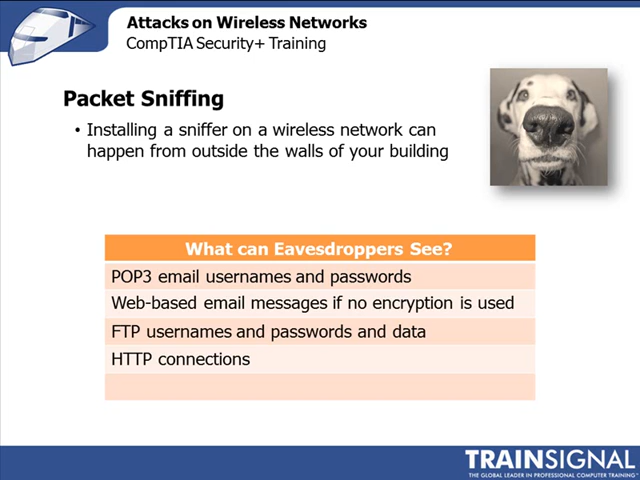 Attacks on Wireless Networks
CompTIA Security+ Training
Packet Sniffing
• Installing a sniffer on a wireless network can
happen from outside the walls of your building
What can Eavesdroppers See?
POP3 email usernames and passwords
Web-based email messages if no encryption is used
FTP usernames and passwords and data
HTTP connections
TRAINSIGNAL
THE GLOBAL LEADER IN PROFESSIONAL COMPUTER TRAINING